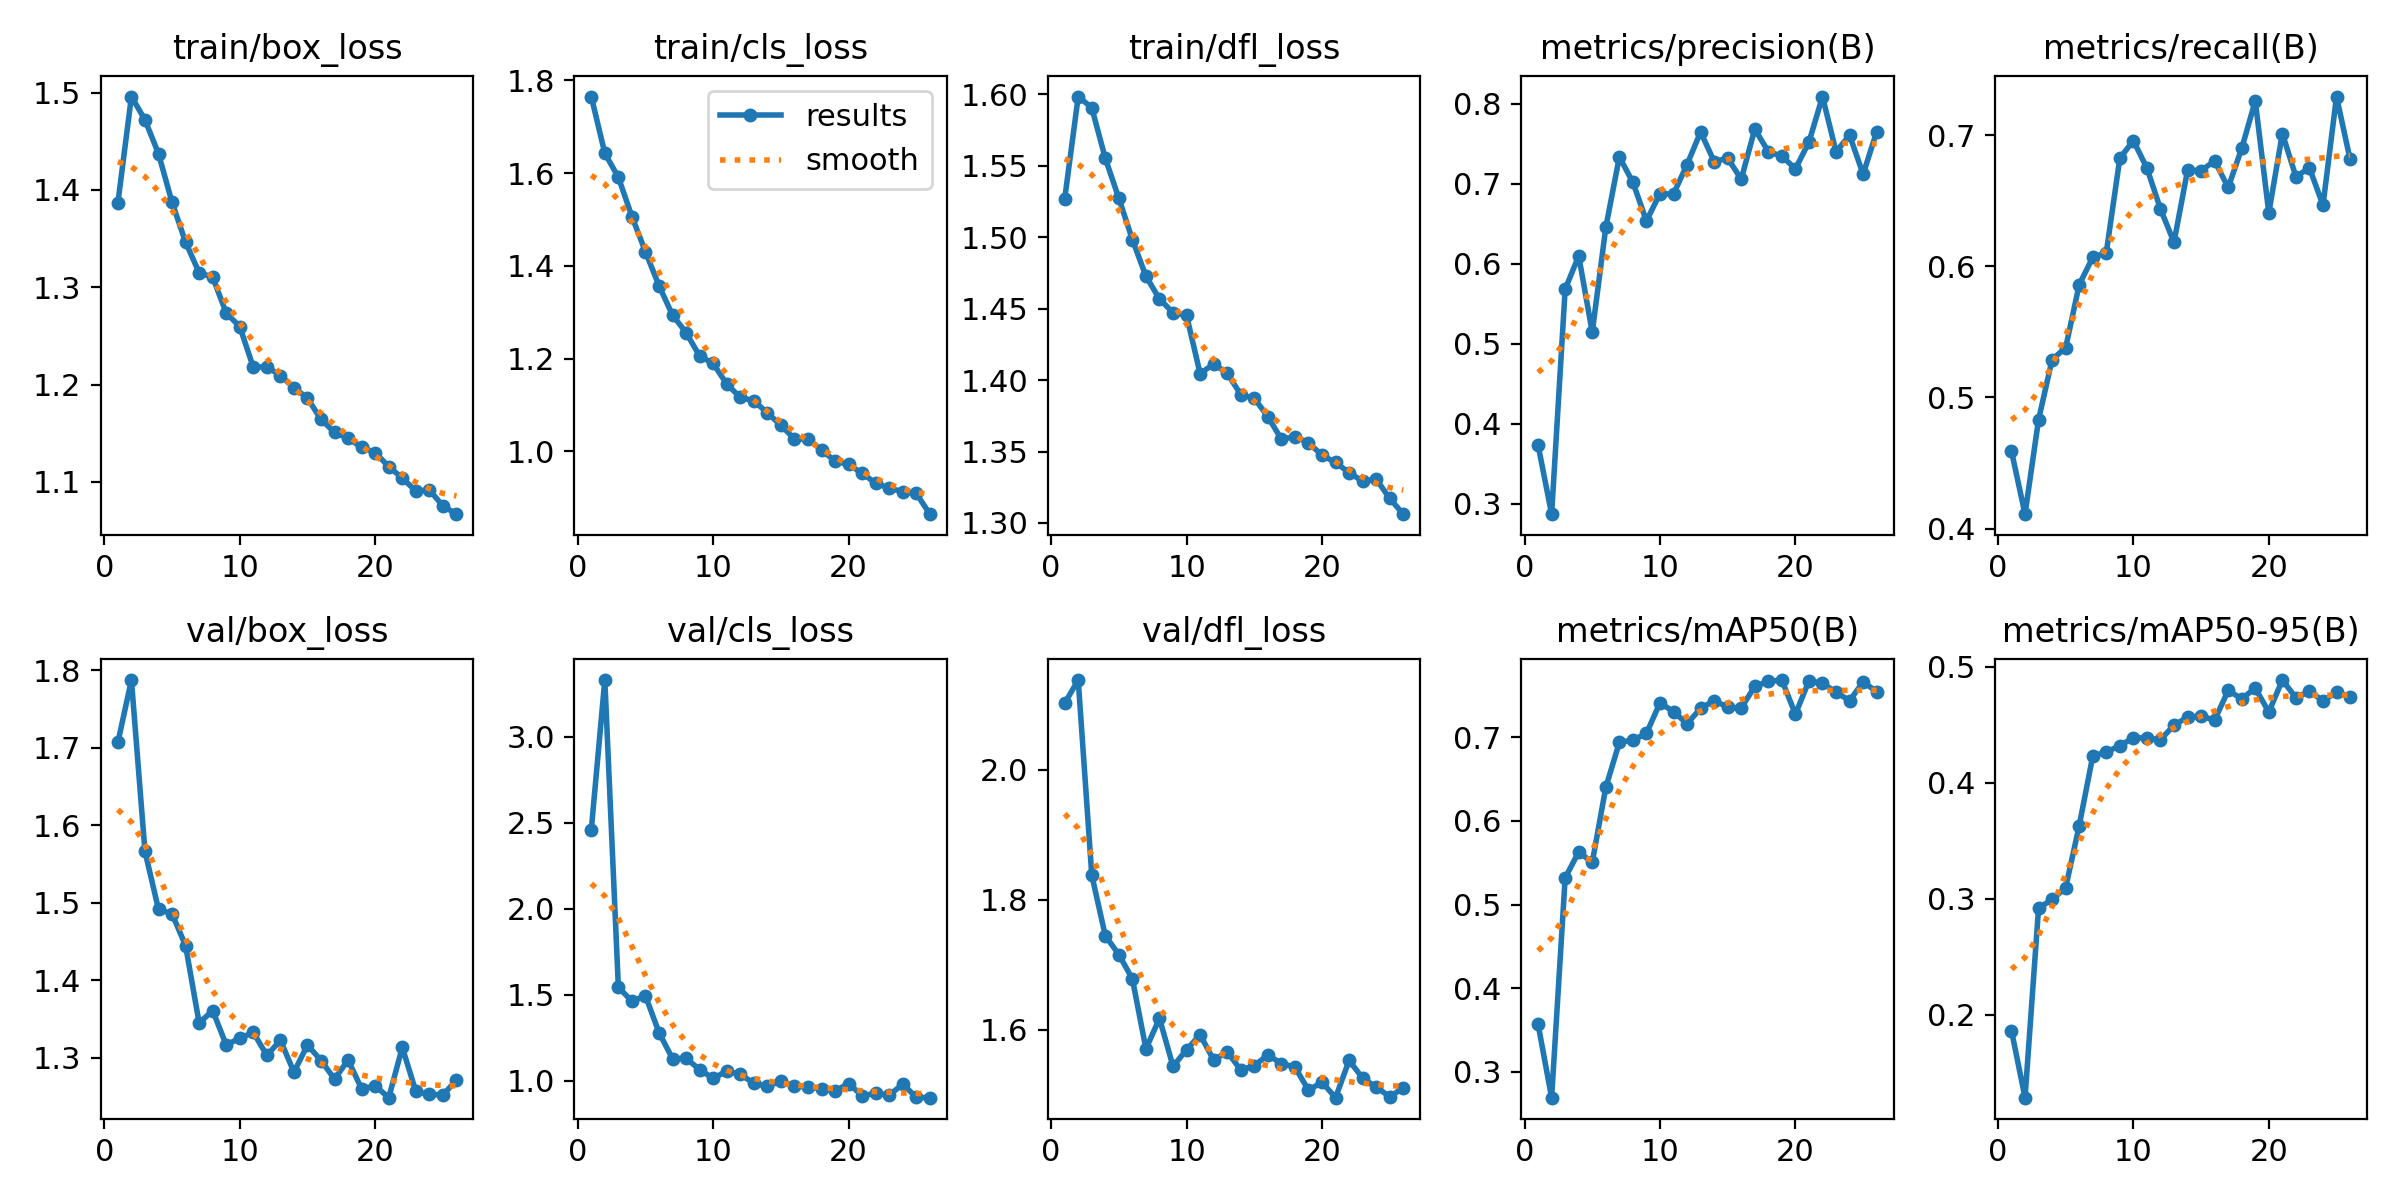 train/box_loss
train/cls_loss
train/dfl_loss
metrics/precision(B)
metrics/recall(B)
1.5
1.4
1.3
1.2
1.1
0 10 20
results
smooth
1.8
1.6
1.4
1.2
1.0
0 10 20
1.60
1.55
1.50
1.45
1.40
1.35
1.30
0 10 20
0.8
0.7
0.6
0.5
0.4
0.3
0 10 20
0.7
0.6
0.5
0.4
0 10 20
val/box_loss
val/cls_loss
val/dfl_loss
metrics/mAP50(B)
metrics/mAP50-95(B)
1.8
1.7
1.6
1.5
1.4
1.3
0 10 20
3.0
2.5
2.0
1.5
1.0
0 10 20
2.0
1.8
1.6
0 10 20
0.7
0.6
0.5
0.4
0.3
0 10 20
0.5
0.4
0.3
0.2
0 10 20